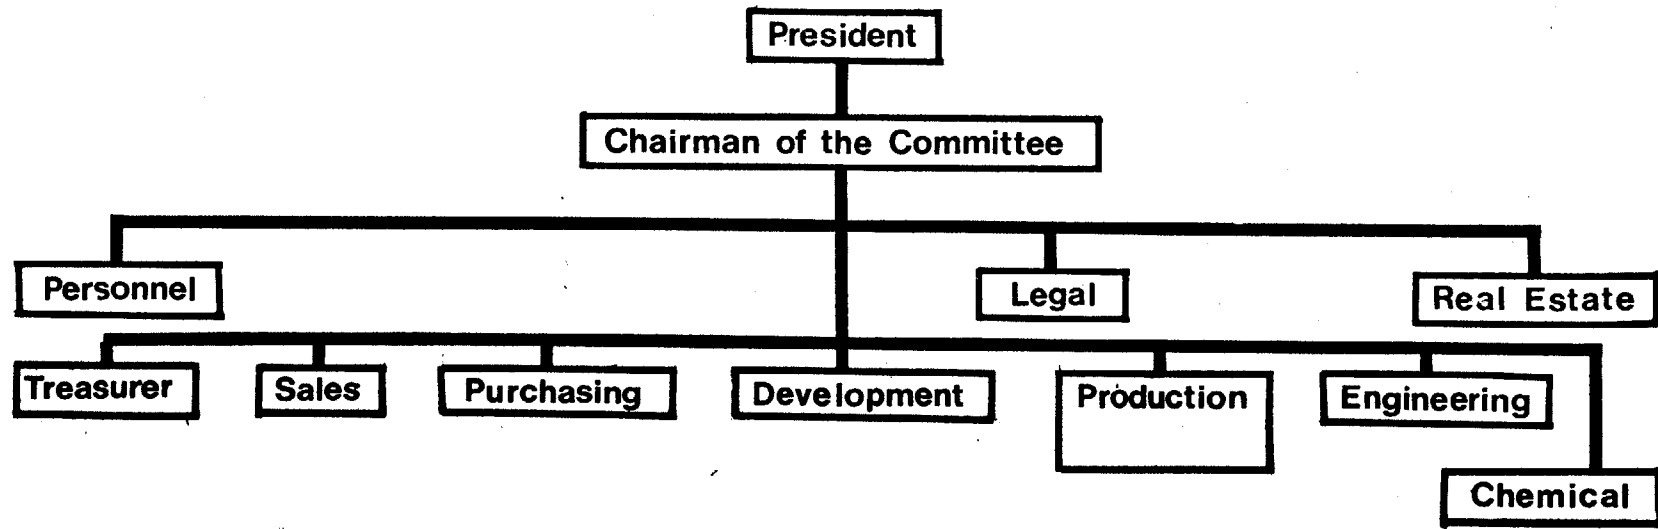 President
Chairman of the Committee
Personnel
Legal
Real Estate
Treasurer
Sales
Purchasing
Development
Production
Engineering
Chemical